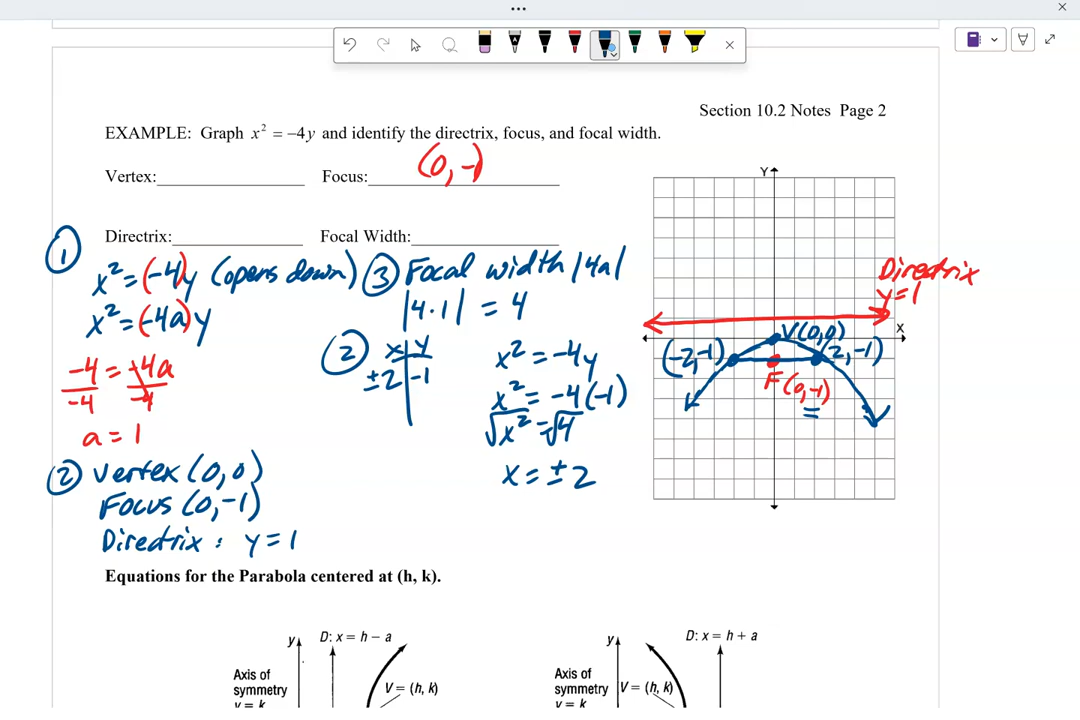 Section 10.2 Notes Page 2
EXAMPLE: Graph x² = −4y and identify the directrix, focus, and focal width.
Vertex:________________ Focus:________________
(0, -1)
Directrix:________________ Focal Width:________________
① x² = (-4)y (opens down)
x² = (-4a)y
-4 = -4a
-4 -4
a = 1
② Vertex (0, 0)
Focus (0, -1)
Directrix : y = 1
③ Focal width |4a|
|4·1| = 4
② x y
±2 -1
x² = -4y
x² = -4(-1)
√x² = √4
x = ±2
Y
Directrix
y = 1
X
V(0,0)
(-2,-1) (2,-1)
F(0,-1)
Equations for the Parabola centered at (h, k).
y D: x = h − a
Axis of
symmetry
y = k
V = (h, k)
y D: x = h + a
Axis of
symmetry
y = k
V = (h, k)